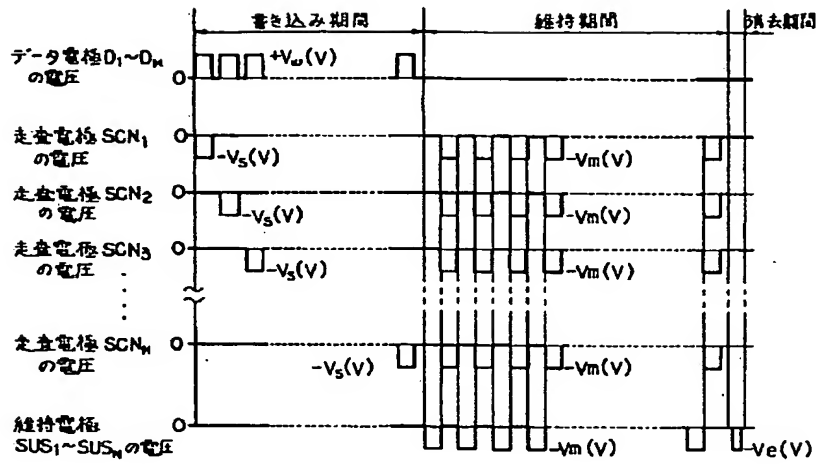 書き込み期間
維持期間
消去期間
データ電極D₁~Dₘ
の電圧
0
+Vω(V)
走査電極SCN₁
の電圧
0
-Vs(V)
-Vm(V)
走査電極SCN₂
の電圧
0
-Vs(V)
-Vm(V)
走査電極SCN₃
の電圧
0
-Vs(V)
-Vm(V)
走査電極SCNɴ
の電圧
0
-Vs(V)
-Vm(V)
維持電極
SUS₁~SUSɴの電圧
0
-Vm(V)
-Ve(V)